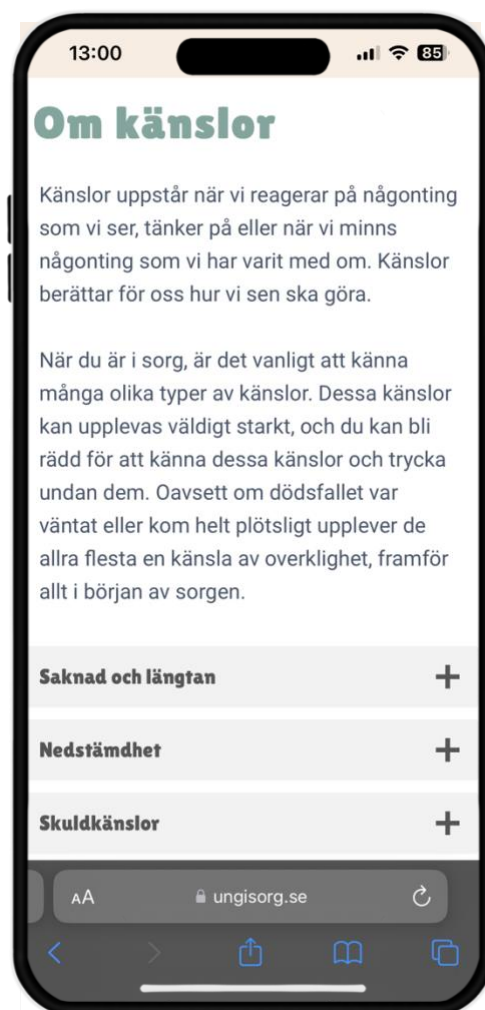 13:00
85
Om känslor
Känslor uppstår när vi reagerar på någonting
som vi ser, tänker på eller när vi minns
någonting som vi har varit med om. Känslor
berättar för oss hur vi sen ska göra.
När du är i sorg, är det vanligt att känna
många olika typer av känslor. Dessa känslor
kan upplevas väldigt starkt, och du kan bli
rädd för att känna dessa känslor och trycka
undan dem. Oavsett om dödsfallet var
väntat eller kom helt plötsligt upplever de
allra flesta en känsla av overklighet, framför
allt i början av sorgen.
Saknad och längtan
Nedstämdhet
Skuldkänslor
AA
ungisorg.se